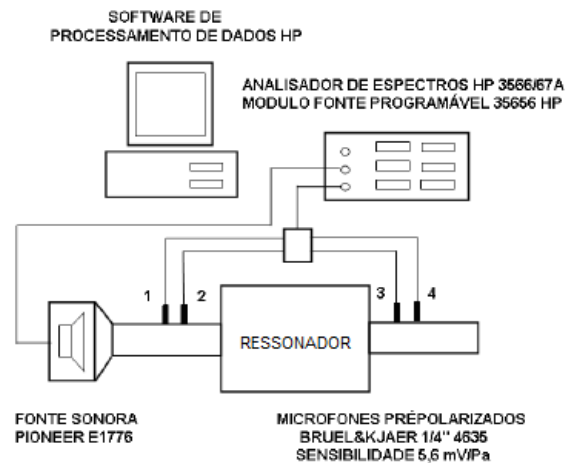 SOFTWARE DE
PROCESSAMENTO DE DADOS HP
ANALISADOR DE ESPECTROS HP 3566/67A
MODULO FONTE PROGRAMÁVEL 35656 HP
1
2
3
4
RESSONADOR
FONTE SONORA
PIONEER E1776
MICROFONES PRÉPOLARIZADOS
BRUEL&KJAER 1/4" 4635
SENSIBILIDADE 5,6 mV/Pa